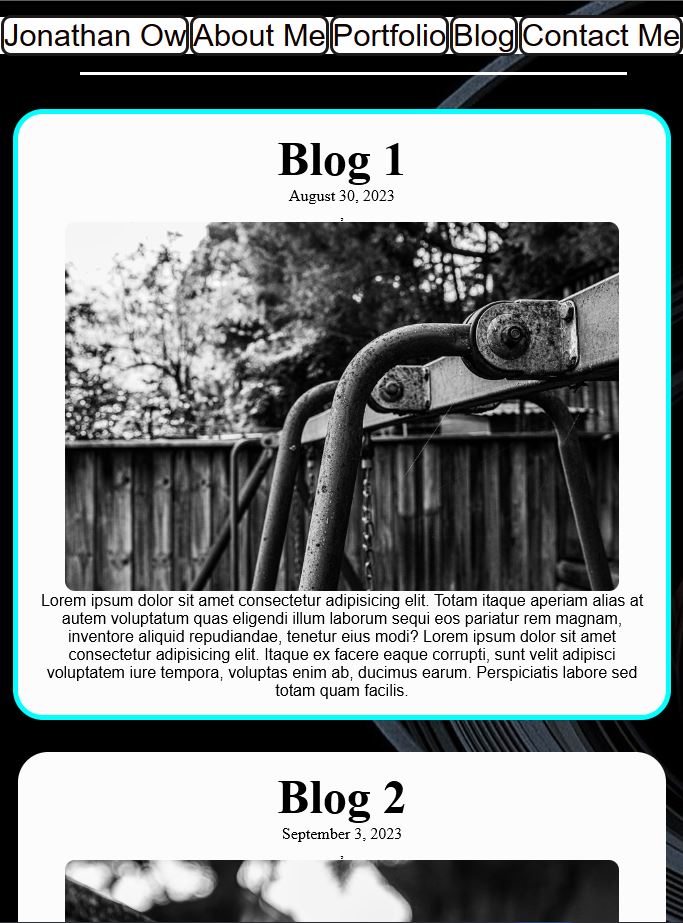 Jonathan Ow About Me Portfolio Blog Contact Me
Blog 1
August 30, 2023
,
Lorem ipsum dolor sit amet consectetur adipisicing elit. Totam itaque aperiam alias at
autem voluptatum quas eligendi illum laborum sequi eos pariatur rem magnam,
inventore aliquid repudiandae, tenetur eius modi? Lorem ipsum dolor sit amet
consectetur adipisicing elit. Itaque ex facere eaque corrupti, sunt velit adipisci
voluptatem iure tempora, voluptas enim ab, ducimus earum. Perspiciatis labore sed
totam quam facilis.
Blog 2
September 3, 2023
,